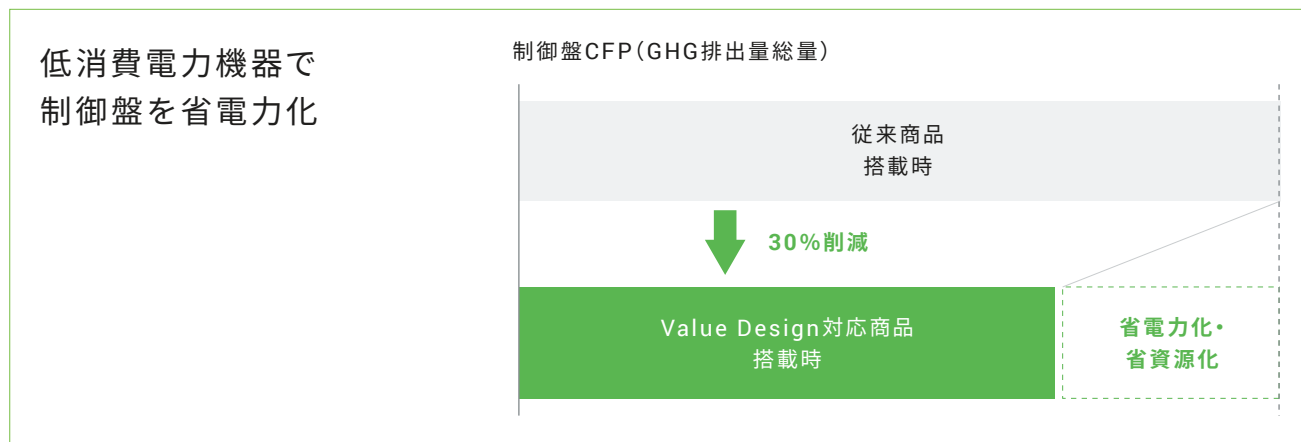 低消費電力機器で
制御盤を省電力化
制御盤CFP（GHG排出量総量）
従来商品
搭載時
30%削減
Value Design対応商品
搭載時
省電力化・
省資源化